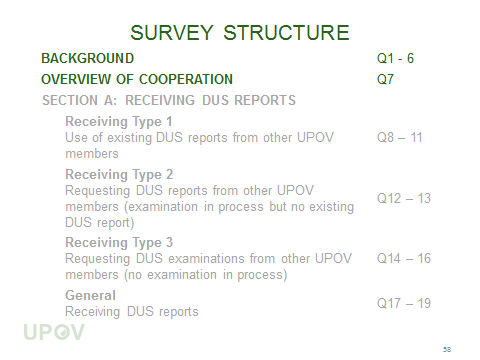 SURVEY STRUCTURE
BACKGROUND Q1 - 6
OVERVIEW OF COOPERATION Q7
SECTION A: RECEIVING DUS REPORTS
Receiving Type 1
Use of existing DUS reports from other UPOV
members
Q8 – 11
Receiving Type 2
Requesting DUS reports from other UPOV
members (examination in process but no existing
DUS report)
Q12 – 13
Receiving Type 3
Requesting DUS examinations from other UPOV
members (no examination in process)
Q14 – 16
General
Receiving DUS reports
Q17 – 19
UPOV
58